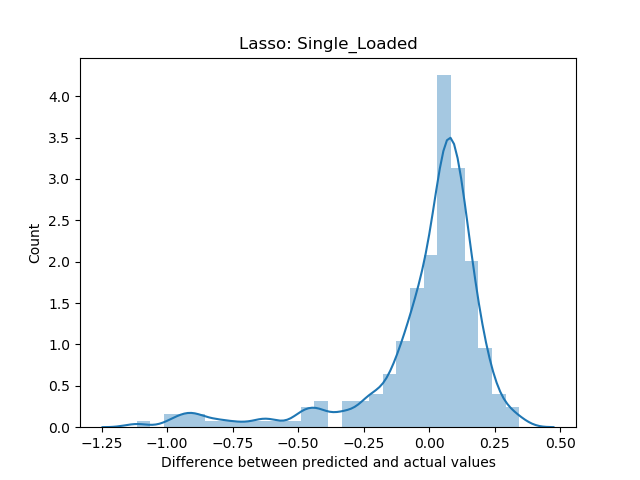 Lasso: Single_Loaded
Count
4.0
3.5
3.0
2.5
2.0
1.5
1.0
0.5
0.0
−1.25 −1.00 −0.75 −0.50 −0.25 0.00 0.25 0.50
Difference between predicted and actual values